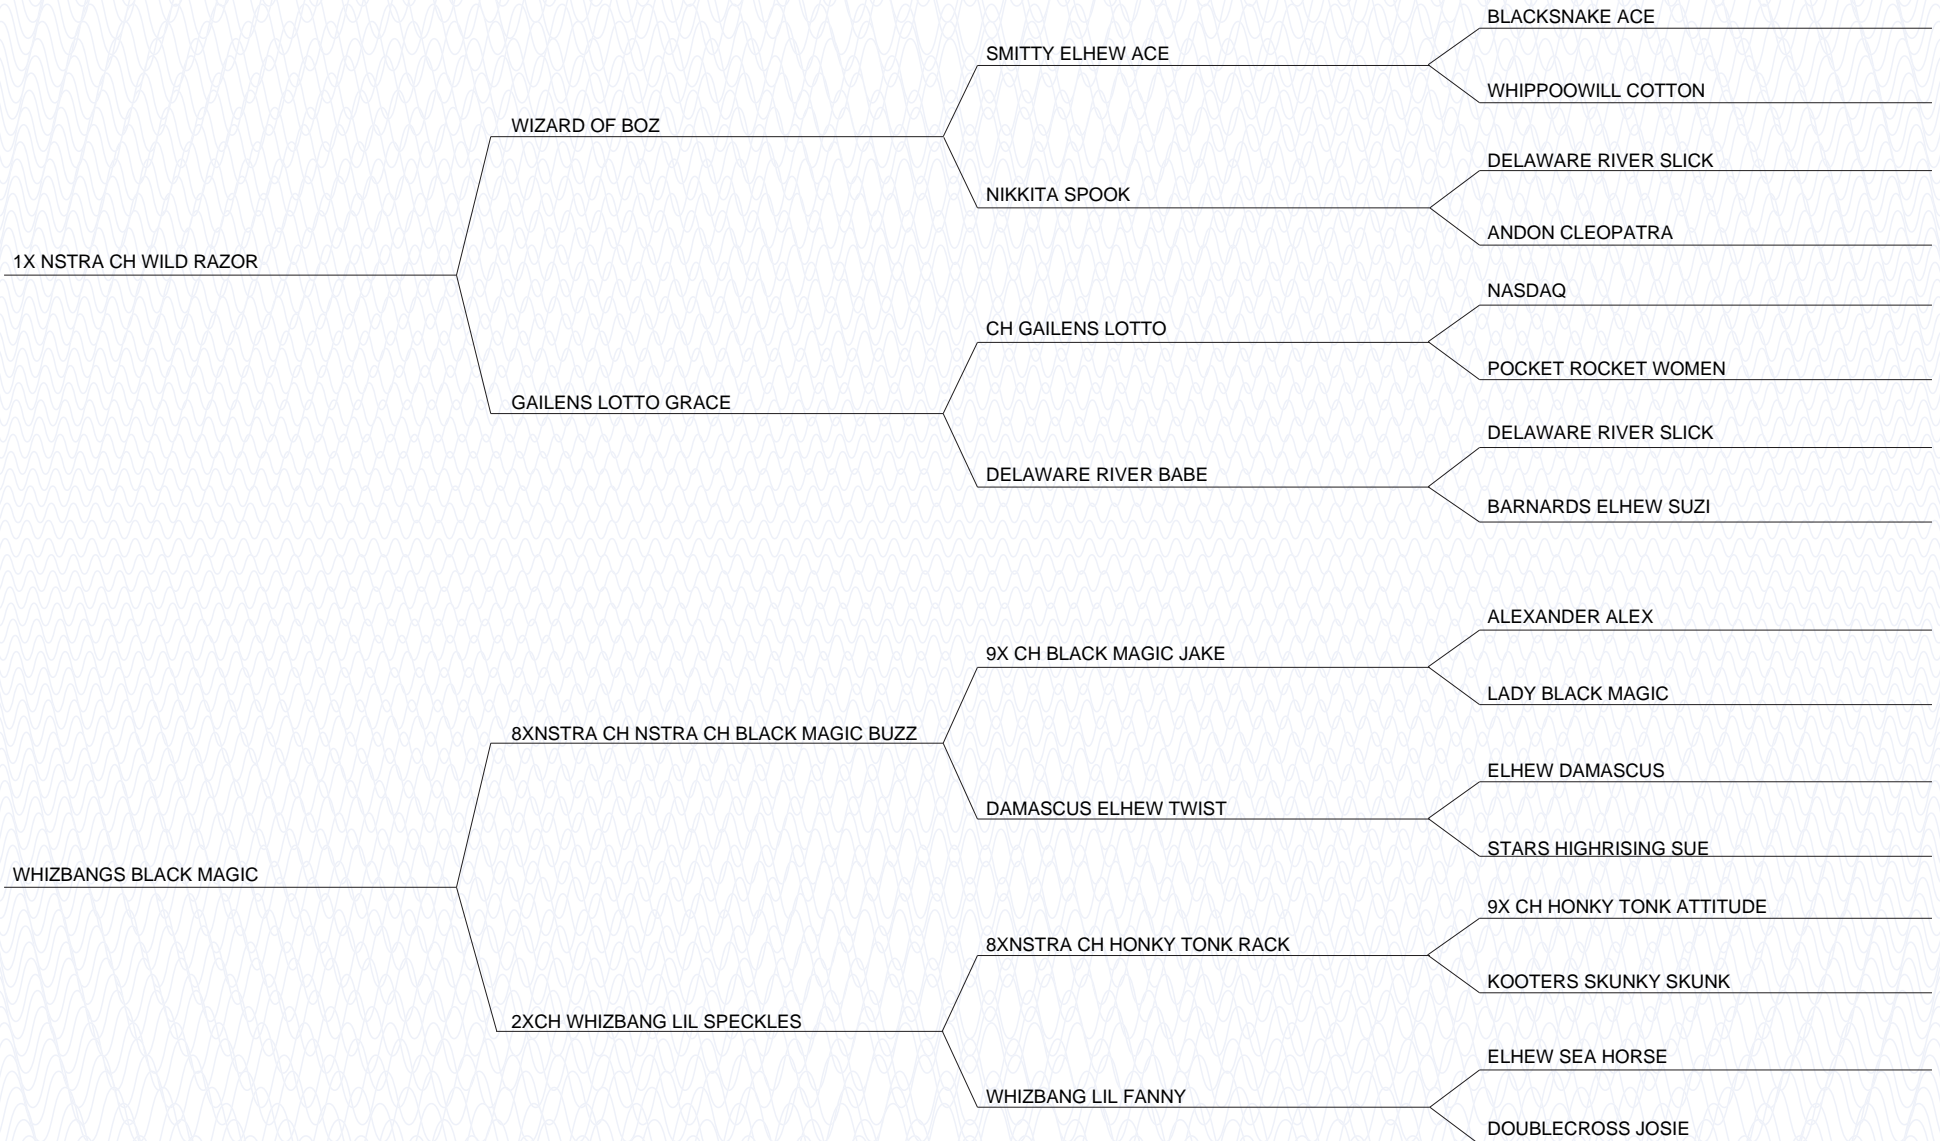 BLACKSNAKE ACE
SMITTY ELHEW ACE
WHIPPOOWILL COTTON
WIZARD OF BOZ
DELAWARE RIVER SLICK
NIKKITA SPOOK
ANDON CLEOPATRA
1X NSTRA CH WILD RAZOR
NASDAQ
CH GAILENS LOTTO
POCKET ROCKET WOMEN
GAILENS LOTTO GRACE
DELAWARE RIVER SLICK
DELAWARE RIVER BABE
BARNARDS ELHEW SUZI
ALEXANDER ALEX
9X CH BLACK MAGIC JAKE
LADY BLACK MAGIC
8XNSTRA CH NSTRA CH BLACK MAGIC BUZZ
ELHEW DAMASCUS
DAMASCUS ELHEW TWIST
STARS HIGHRISING SUE
WHIZBANGS BLACK MAGIC
9X CH HONKY TONK ATTITUDE
8XNSTRA CH HONKY TONK RACK
KOOTERS SKUNKY SKUNK
2XCH WHIZBANG LIL SPECKLES
ELHEW SEA HORSE
WHIZBANG LIL FANNY
DOUBLECROSS JOSIE